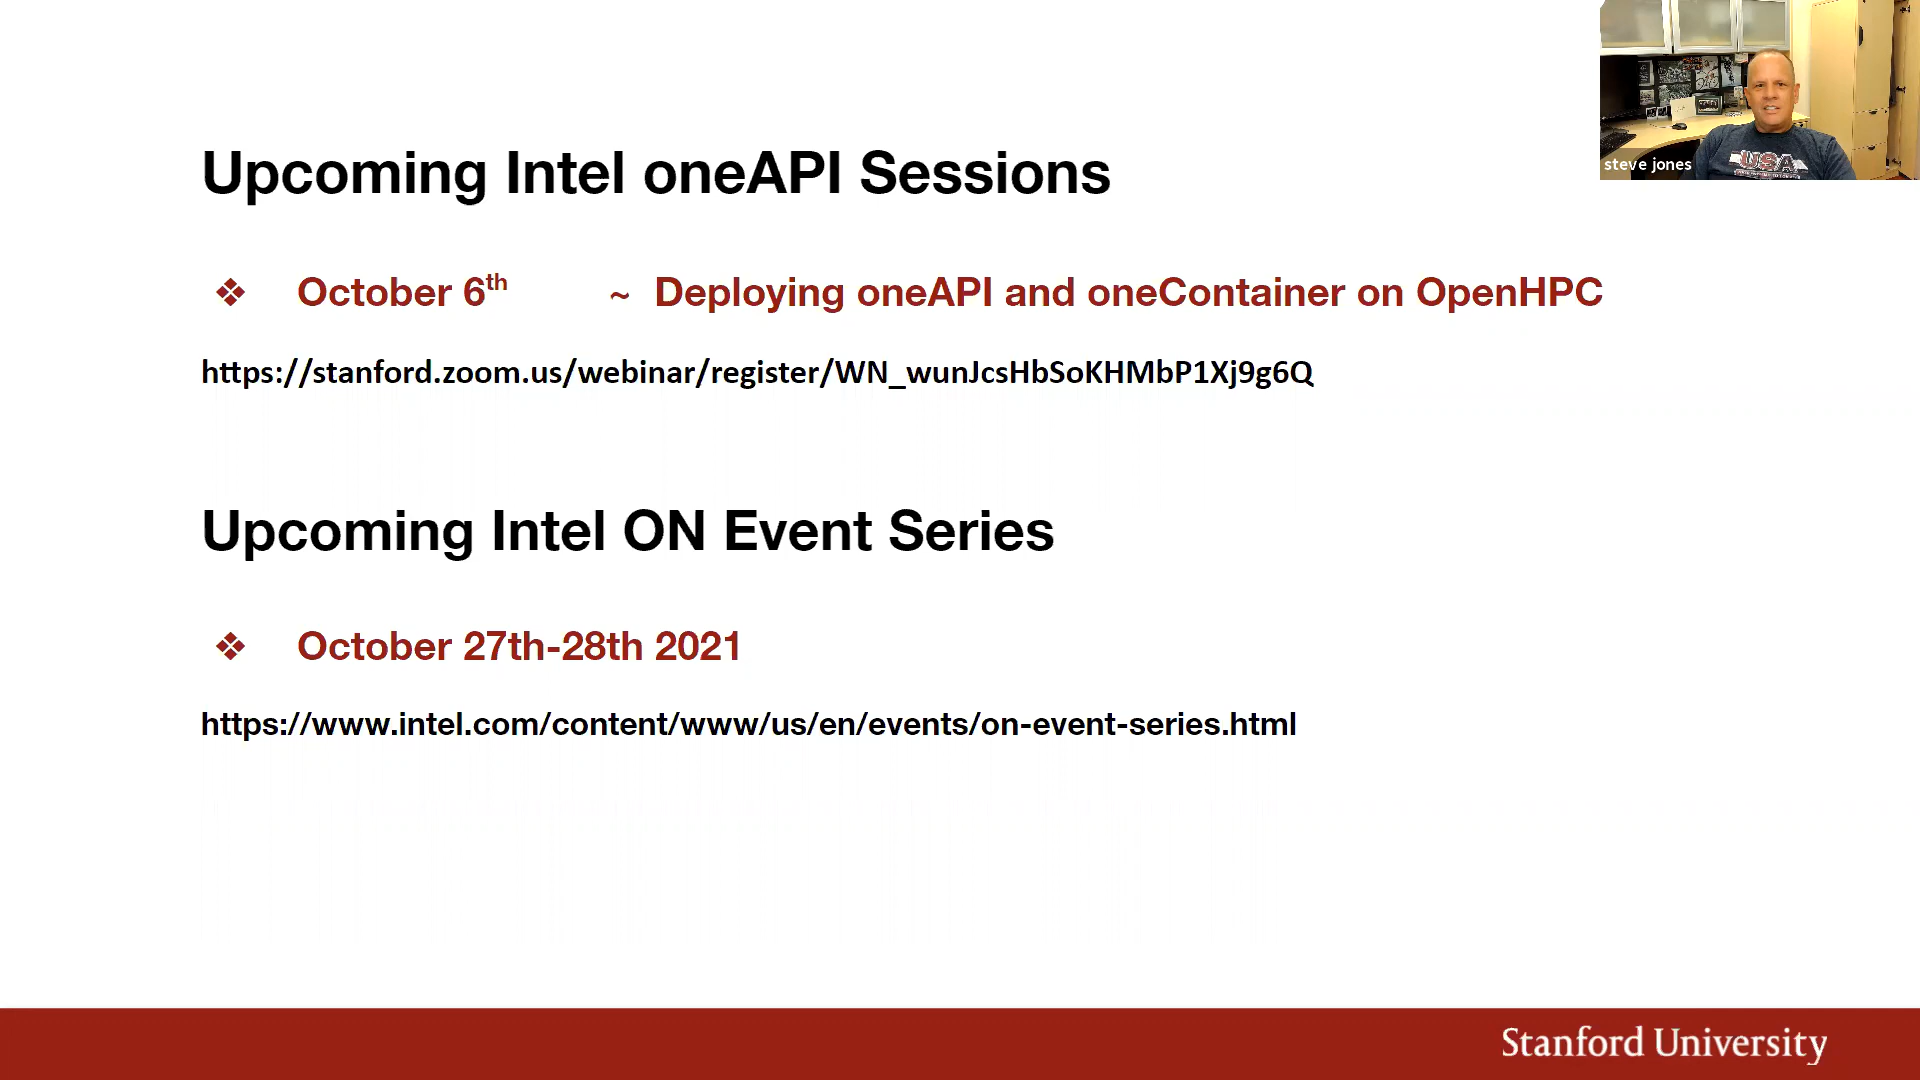 steve jones
USA
Upcoming Intel oneAPI Sessions
❖ October 6th ~ Deploying oneAPI and oneContainer on OpenHPC
https://stanford.zoom.us/webinar/register/WN_wunJcsHbSoKHMbP1Xj9g6Q
Upcoming Intel ON Event Series
❖ October 27th-28th 2021
https://www.intel.com/content/www/us/en/events/on-event-series.html
Stanford University